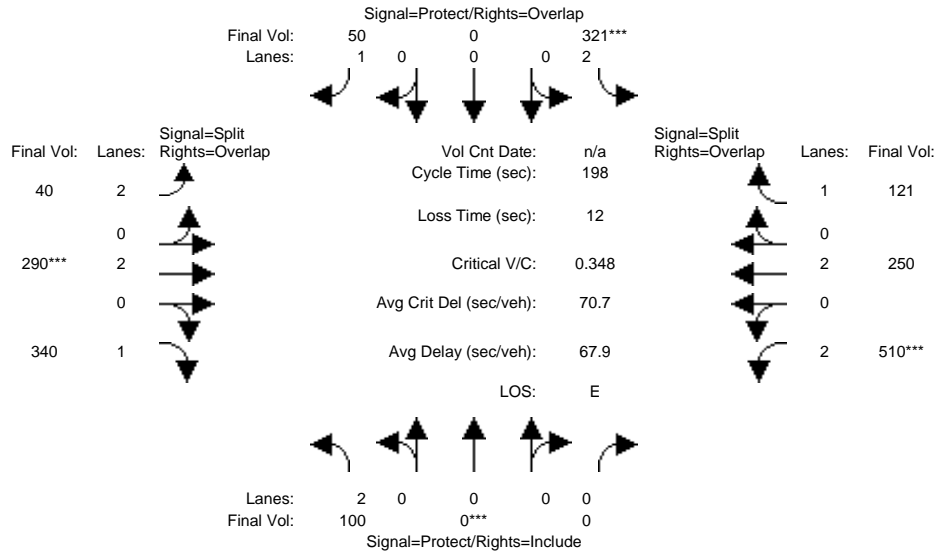 Signal=Protect/Rights=Overlap
Final Vol: 50 0 321***
Lanes: 1 0 0 0 2
Signal=Split
Final Vol: Lanes: Rights=Overlap
Vol Cnt Date: n/a
Signal=Split
Rights=Overlap Lanes: Final Vol:
Cycle Time (sec): 198
40 2 1 121
Loss Time (sec): 12
0 0
290*** 2 Critical V/C: 0.348 2 250
0 Avg Crit Del (sec/veh): 70.7 0
340 1 Avg Delay (sec/veh): 67.9 2 510***
LOS: E
Lanes: 2 0 0 0 0
Final Vol: 100 0*** 0
Signal=Protect/Rights=Include